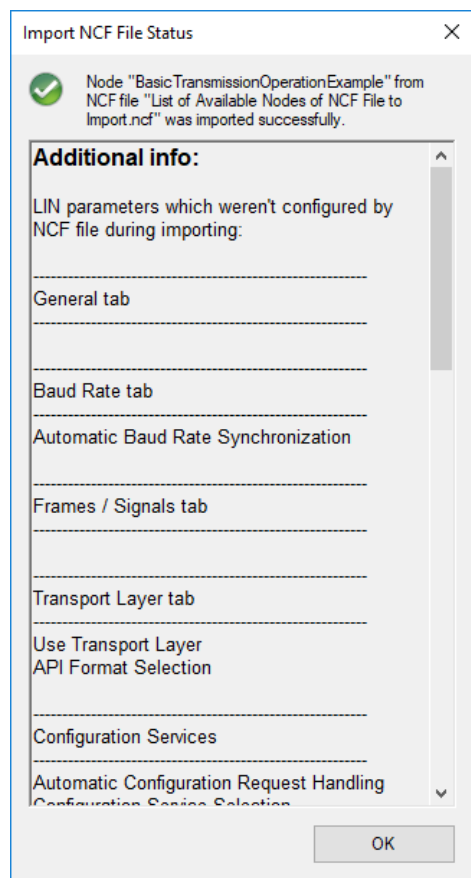 Import NCF File Status
Node "BasicTransmissionOperationExample" from
NCF file "List of Available Nodes of NCF File to
Import.ncf" was imported successfully.
Additional info:
LIN parameters which weren't configured by
NCF file during importing:
----------------------------------------------------------
General tab
----------------------------------------------------------
----------------------------------------------------------
Baud Rate tab
----------------------------------------------------------
Automatic Baud Rate Synchronization
----------------------------------------------------------
Frames / Signals tab
----------------------------------------------------------
----------------------------------------------------------
Transport Layer tab
----------------------------------------------------------
Use Transport Layer
API Format Selection
----------------------------------------------------------
Configuration Services
----------------------------------------------------------
Automatic Configuration Request Handling
Configuration Service Selection
OK